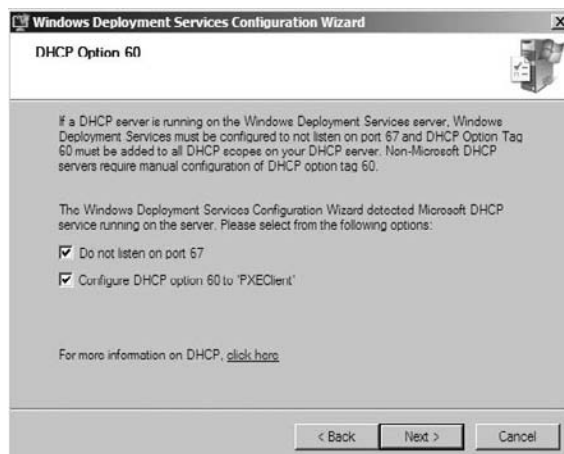 Windows Deployment Services Configuration Wizard
DHCP Option 60
If a DHCP server is running on the Windows Deployment Services server, Windows
Deployment Services must be configured to not listen on port 67 and DHCP Option Tag
60 must be added to all DHCP scopes on your DHCP server. Non-Microsoft DHCP
servers require manual configuration of DHCP option tag 60.
The Windows Deployment Services Configuration Wizard detected Microsoft DHCP
service running on the server. Please select from the following options:
Do not listen on port 67
Configure DHCP option 60 to 'PXEClient'
For more information on DHCP, click here
< Back Next > Cancel